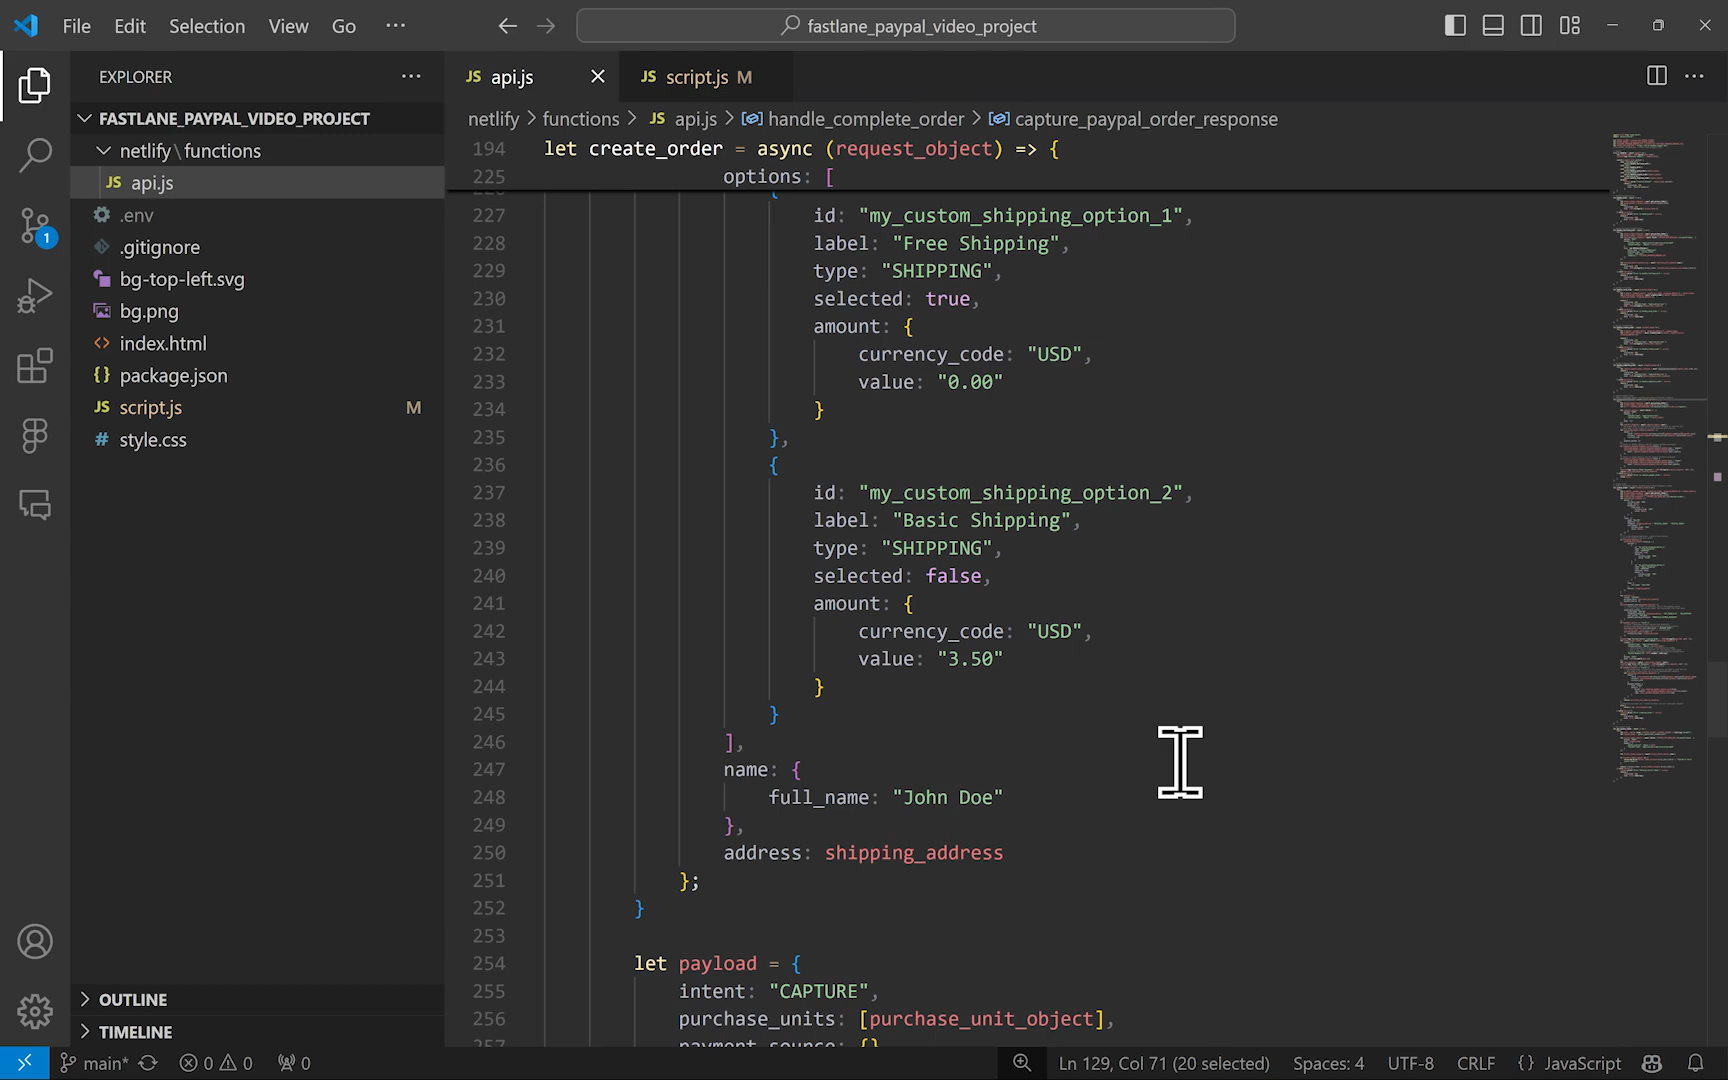 File Edit Selection View Go ··· fastlane_paypal_video_project
EXPLORER ···
FASTLANE_PAYPAL_VIDEO_PROJECT
netlify\functions
JS api.js
.env
.gitignore
bg-top-left.svg
bg.png
<> index.html
{} package.json
JS script.js M
# style.css
1
OUTLINE
TIMELINE
JS api.js
JS script.js M
netlify > functions > JS api.js > handle_complete_order > capture_paypal_order_response
194 let create_order = async (request_object) => {
225 options: [
227 id: "my_custom_shipping_option_1",
228 label: "Free Shipping",
229 type: "SHIPPING",
230 selected: true,
231 amount: {
232 currency_code: "USD",
233 value: "0.00"
234 }
235 },
236 {
237 id: "my_custom_shipping_option_2",
238 label: "Basic Shipping",
239 type: "SHIPPING",
240 selected: false,
241 amount: {
242 currency_code: "USD",
243 value: "3.50"
244 }
245 }
246 ],
247 name: {
248 full_name: "John Doe"
249 },
250 address: shipping_address
251 };
252 }
253
254 let payload = {
255 intent: "CAPTURE",
256 purchase_units: [purchase_unit_object],
257 payment_source: {}
main* 0 0 0 Ln 129, Col 71 (20 selected) Spaces: 4 UTF-8 CRLF {} JavaScript